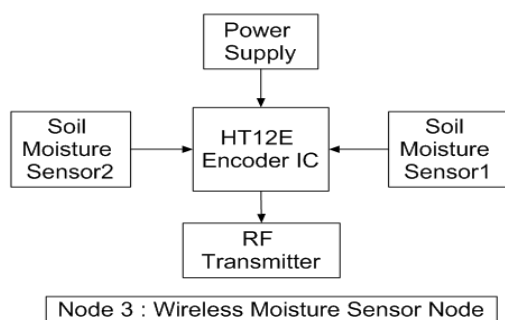 Power
Supply
Soil
Moisture
Sensor2
HT12E
Encoder IC
Soil
Moisture
Sensor1
RF
Transmitter
Node 3 : Wireless Moisture Sensor Node